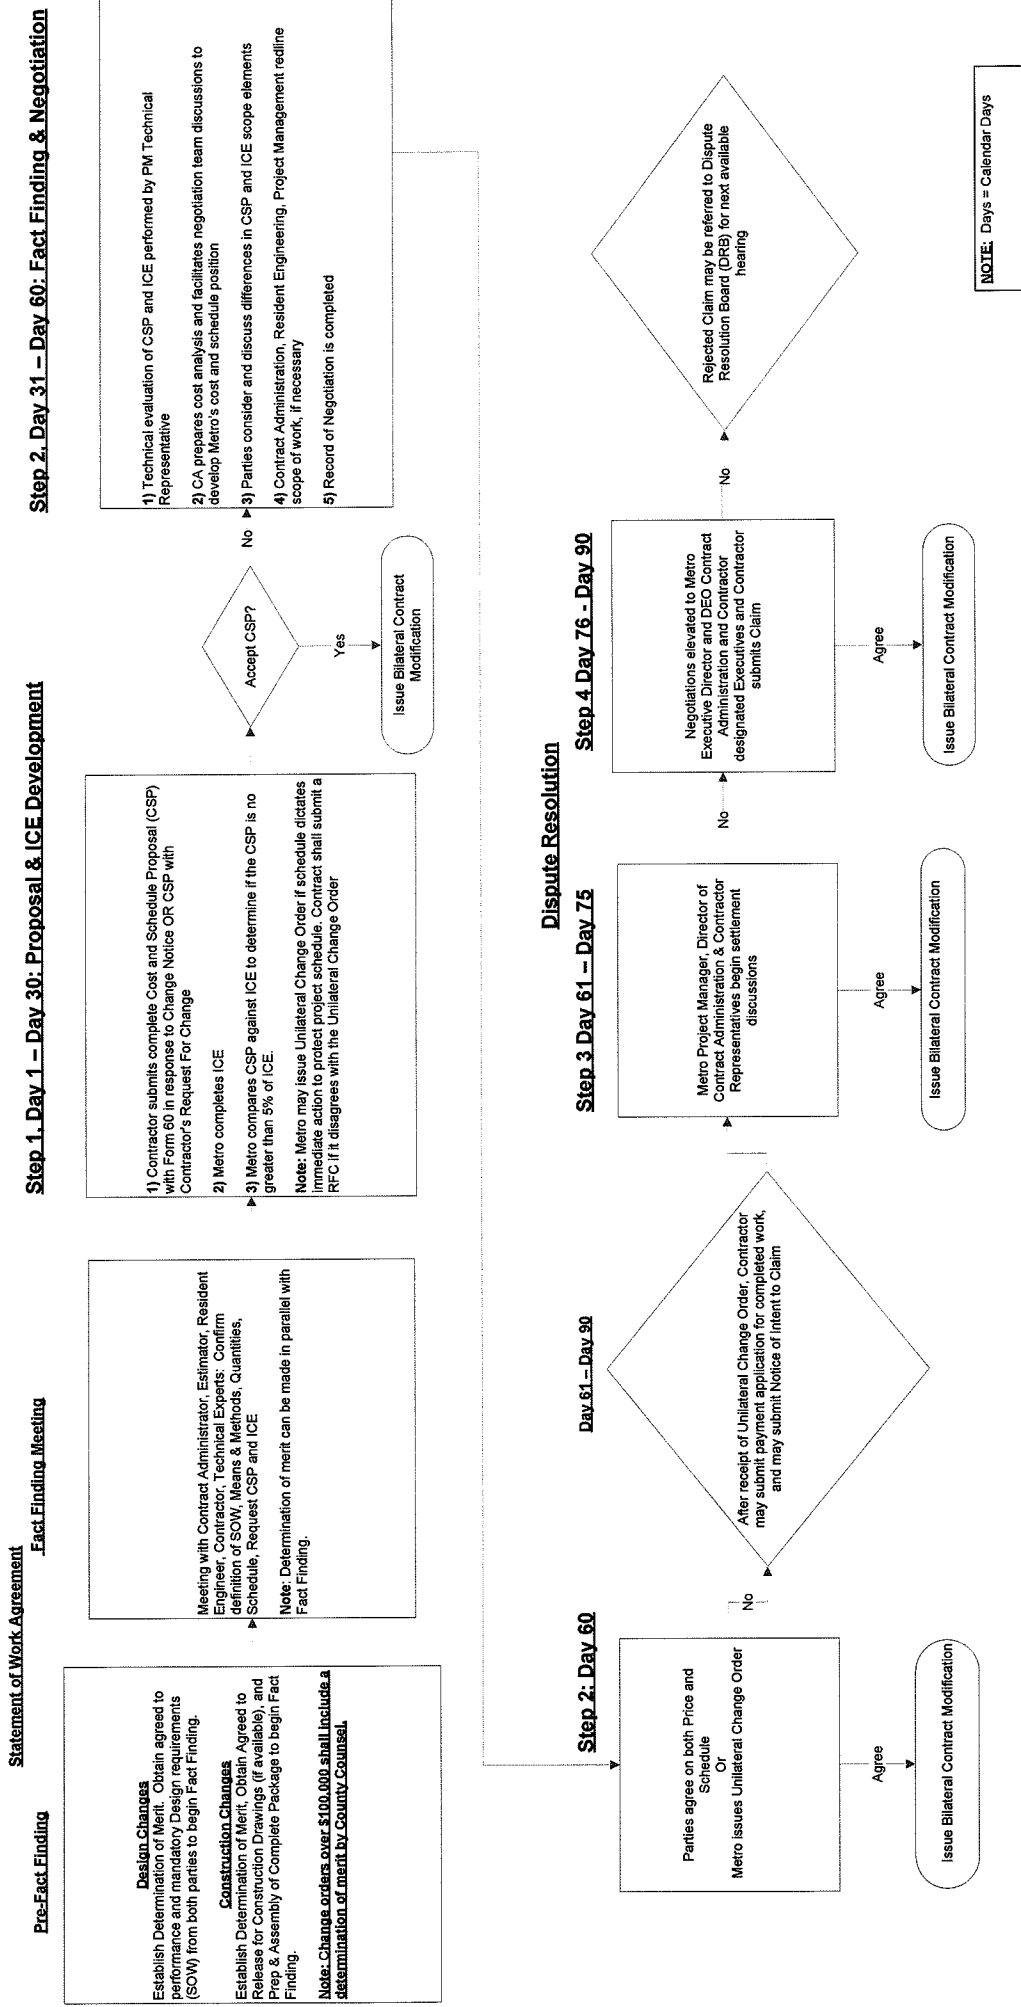 Statement of Work Agreement
Pre-Fact Finding
Fact Finding Meeting
Step 1, Day 1 – Day 30: Proposal & ICE Development
Step 2, Day 31 – Day 60: Fact Finding & Negotiation
Design Changes
Establish Determination of Merit. Obtain agreed to
performance and mandatory Design requirements
(SOW) from both parties to begin Fact Finding.
Construction Changes
Establish Determination of Merit, Obtain Agreed to
Release for Construction Drawings (if available), and
Prep & Assembly of Complete Package to begin Fact
Finding.
Note: Change orders over $100,000 shall include a
determination of merit by County Counsel.
Meeting with Contract Administrator, Estimator, Resident
Engineer, Contractor, Technical Experts: Confirm
definition of SOW, Means & Methods, Quantities,
Schedule, Request CSP and ICE
Note: Determination of merit can be made in parallel with
Fact Finding.
1) Contractor submits complete Cost and Schedule Proposal (CSP)
with Form 60 in response to Change Notice OR CSP with
Contractor's Request For Change
2) Metro completes ICE
3) Metro compares CSP against ICE to determine if the CSP is no
greater than 5% of ICE.
Note: Metro may issue Unilateral Change Order if schedule dictates
immediate action to protect project schedule. Contract shall submit a
RFC if it disagrees with the Unilateral Change Order
Accept CSP?
No
Yes
Issue Bilateral Contract
Modification
1) Technical evaluation of CSP and ICE performed by PM Technical
Representative
2) CA prepares cost analysis and facilitates negotiation team discussions to
develop Metro's cost and schedule position
3) Parties consider and discuss differences in CSP and ICE scope elements
4) Contract Administration, Resident Engineering, Project Management redline
scope of work, if necessary
5) Record of Negotiation is completed
Dispute Resolution
Step 2: Day 60
Day 61 – Day 90
Step 3 Day 61 – Day 75
Step 4 Day 76 - Day 90
Parties agree on both Price and
Schedule
Or
Metro issues Unilateral Change Order
No
Agree
Issue Bilateral Contract Modification
After receipt of Unilateral Change Order, Contractor
may submit payment application for completed work,
and may submit Notice of Intent to Claim
Metro Project Manager, Director of
Contract Administration & Contractor
Representatives begin settlement
discussions
No
Agree
Issue Bilateral Contract Modification
Negotiations elevated to Metro
Executive Director and DEO Contract
Administration and Contractor
designated Executives and Contractor
submits Claim
No
Agree
Issue Bilateral Contract Modification
Rejected Claim may be referred to Dispute
Resolution Board (DRB) for next available
hearing
NOTE: Days = Calendar Days